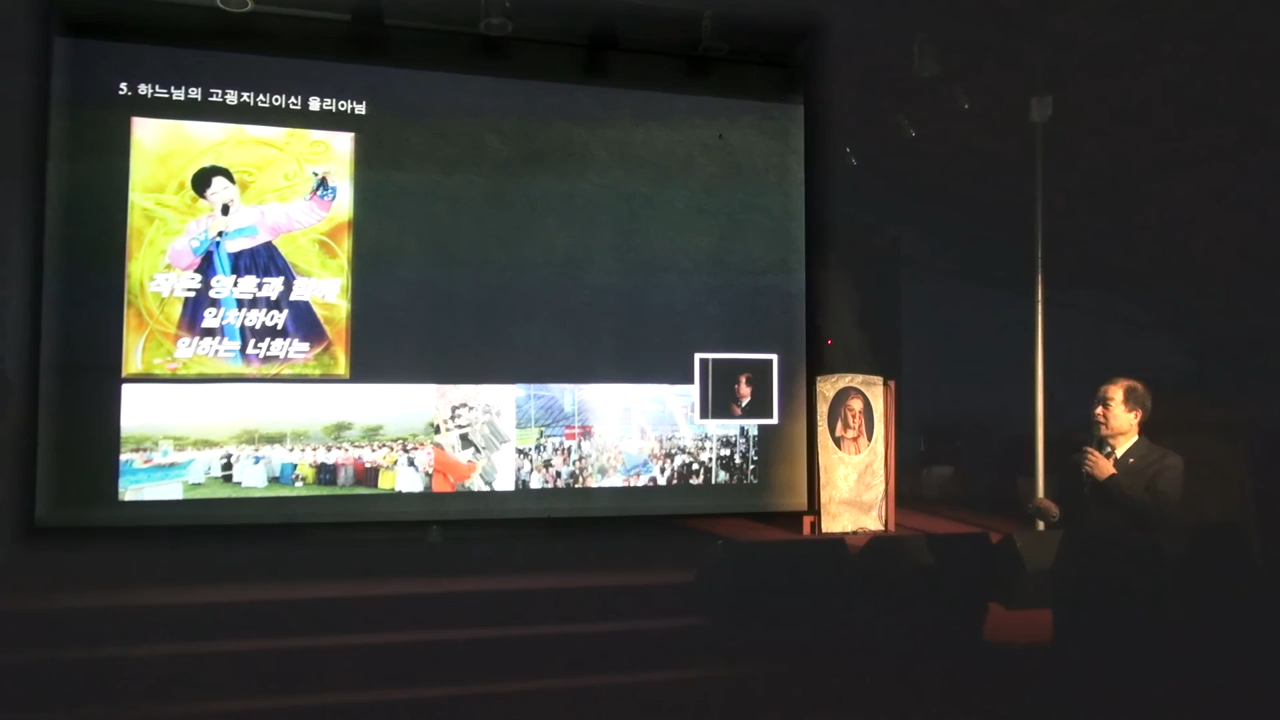 5. 하느님의 고굉지신이신 율리아님
작은 영혼과 함께
일치하여
일하는 너희는